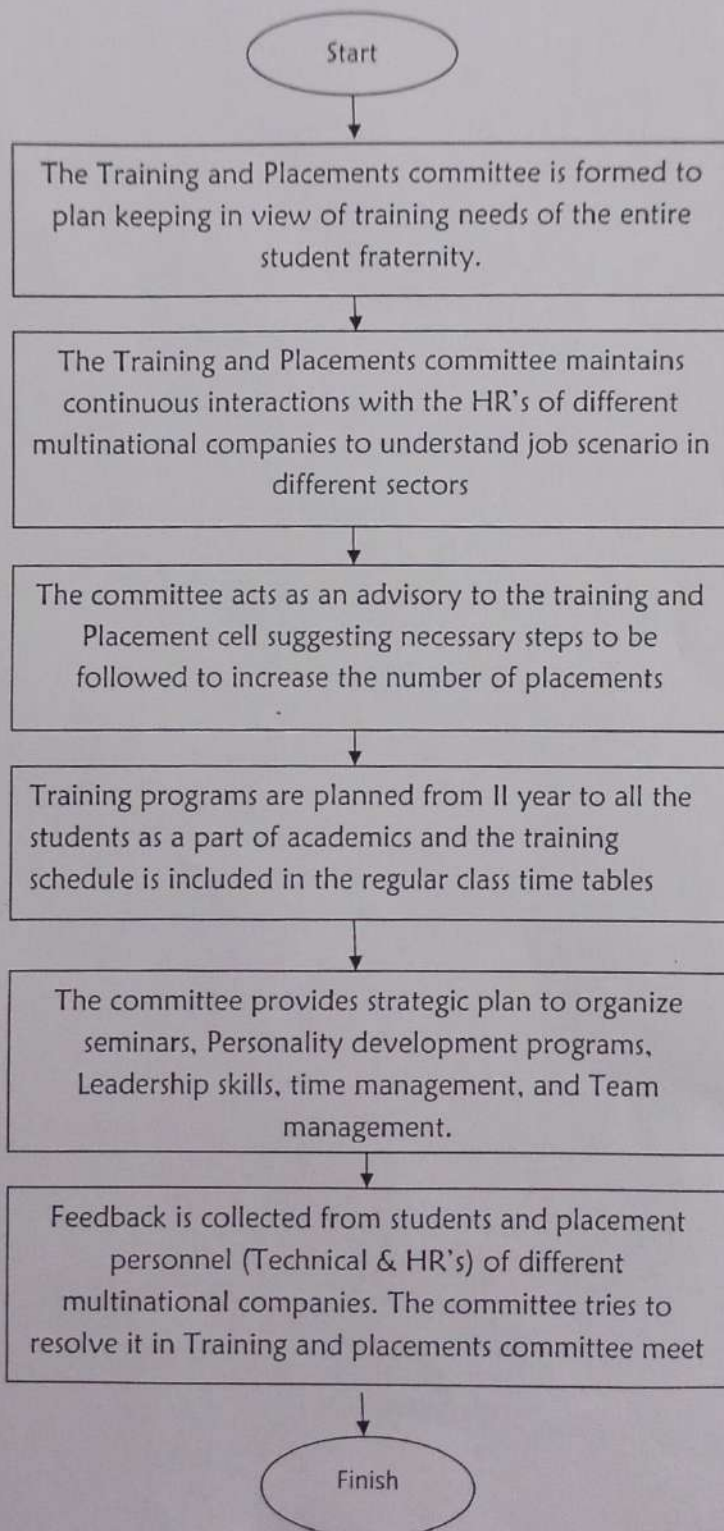 Start
The Training and Placements committee is formed to
plan keeping in view of training needs of the entire
student fraternity.
The Training and Placements committee maintains
continuous interactions with the HR's of different
multinational companies to understand job scenario in
different sectors
The committee acts as an advisory to the training and
Placement cell suggesting necessary steps to be
followed to increase the number of placements
Training programs are planned from II year to all the
students as a part of academics and the training
schedule is included in the regular class time tables
The committee provides strategic plan to organize
seminars, Personality development programs,
Leadership skills, time management, and Team
management.
Feedback is collected from students and placement
personnel (Technical & HR's) of different
multinational companies. The committee tries to
resolve it in Training and placements committee meet
Finish